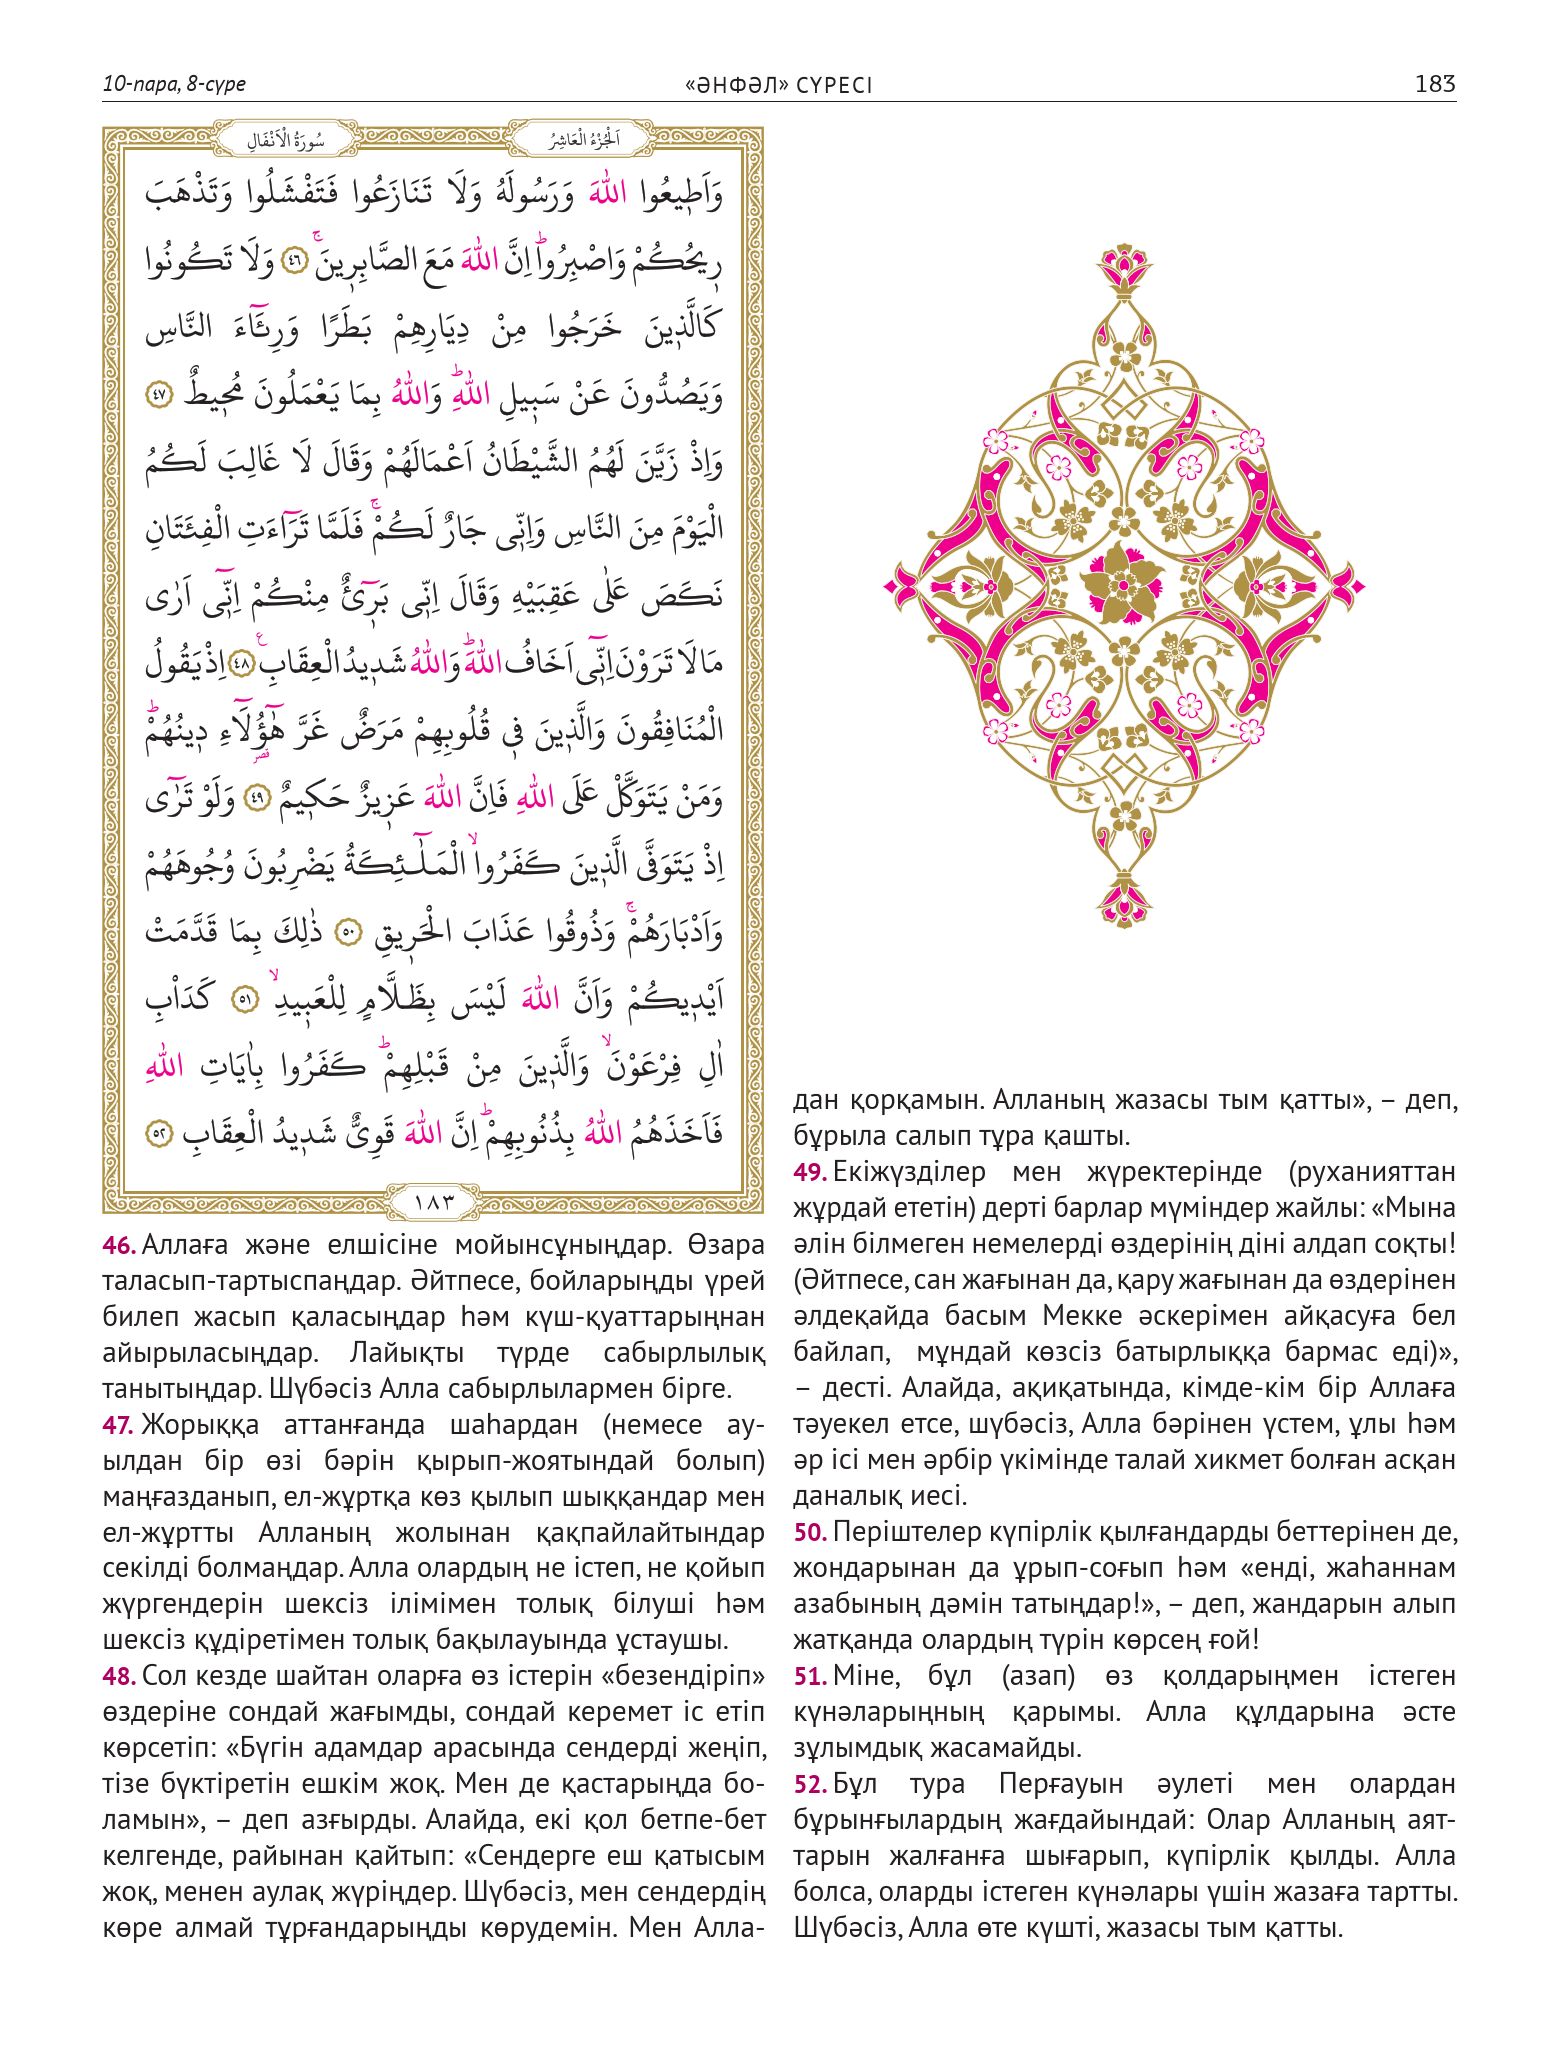 10-пара, 8-сүре
«ӘНФӘЛ» СҮРЕСІ
183
سُورَةُ الْاَنْفَالِ
اَلْجُزْءُ الْعَاشِرُ
وَاَط۪يعُوا اللّٰهَ وَرَسُولَهُ وَلَا تَنَازَعُوا فَتَفْشَلُوا وَتَذْهَبَ
ر۪يحُكُمْ وَاصْبِرُواۜ اِنَّ اللّٰهَ مَعَ الصَّابِر۪ينَۚ ﴿٤٦﴾ وَلَا تَكُونُوا
كَالَّذ۪ينَ خَرَجُوا مِنْ دِيَارِهِمْ بَطَرًا وَرِئَٓاءَ النَّاسِ
وَيَصُدُّونَ عَنْ سَب۪يلِ اللّٰهِۜ وَاللّٰهُ بِمَا يَعْمَلُونَ مُح۪يطٌ ﴿٤٧﴾
وَاِذْ زَيَّنَ لَهُمُ الشَّيْطَانُ اَعْمَالَهُمْ وَقَالَ لَا غَالِبَ لَكُمُ
الْيَوْمَ مِنَ النَّاسِ وَاِنّ۪ي جَارٌ لَكُمْۚ فَلَمَّا تَرَٓاءَتِ الْفِئَتَانِ
نَكَصَ عَلٰى عَقِبَيْهِ وَقَالَ اِنّ۪ي بَر۪ٓيءٌ مِنْكُمْ اِنّ۪ٓي اَرٰى
مَا لَا تَرَوْنَ اِنّ۪ٓي اَخَافُ اللّٰهَۜ وَاللّٰهُ شَد۪يدُ الْعِقَابِ۟ ﴿٤٨﴾ اِذْ يَقُولُ
الْمُنَافِقُونَ وَالَّذ۪ينَ ف۪ي قُلُوبِهِمْ مَرَضٌ غَرَّ هٰٓؤُ۬لَٓاءِ د۪ينُهُمْۜ
وَمَنْ يَتَوَكَّلْ عَلَى اللّٰهِ فَاِنَّ اللّٰهَ عَز۪يزٌ حَك۪يمٌ ﴿٤٩﴾ وَلَوْ تَرٰٓى
اِذْ يَتَوَفَّى الَّذ۪ينَ كَفَرُواۙ الْمَلٰٓئِكَةُ يَضْرِبُونَ وُجُوهَهُمْ
وَاَدْبَارَهُمْۚ وَذُوقُوا عَذَابَ الْحَر۪يقِ ﴿٥٠﴾ ذٰلِكَ بِمَا قَدَّمَتْ
اَيْد۪يكُمْ وَاَنَّ اللّٰهَ لَيْسَ بِظَلَّامٍ لِلْعَب۪يدِۙ ﴿٥١﴾ كَدَاْبِ
اٰلِ فِرْعَوْنَۙ وَالَّذ۪ينَ مِنْ قَبْلِهِمْۜ كَفَرُوا بِاٰيَاتِ اللّٰهِ
فَاَخَذَهُمُ اللّٰهُ بِذُنُوبِهِمْۜ اِنَّ اللّٰهَ قَوِيٌّ شَد۪يدُ الْعِقَابِ ﴿٥٢﴾
١٨٣
46. Аллаға және елшісіне мойынсұныңдар. Өзара
таласып-тартыспаңдар. Әйтпесе, бойларыңды үрей
билеп жасып қаласыңдар һәм күш-қуаттарыңнан
айырыласыңдар. Лайықты түрде сабырлылық
танытыңдар. Шүбәсіз Алла сабырлылармен бірге.
47. Жорыққа аттанғанда шаһардан (немесе ау-
ылдан бір өзі бәрін қырып-жоятындай болып)
маңғазданып, ел-жұртқа көз қылып шыққандар мен
ел-жұртты Алланың жолынан қақпайлайтындар
секілді болмаңдар. Алла олардың не істеп, не қойып
жүргендерін шексіз ілімімен толық білуші һәм
шексіз құдіретімен толық бақылауында ұстаушы.
48. Сол кезде шайтан оларға өз істерін «безендіріп»
өздеріне сондай жағымды, сондай керемет іс етіп
көрсетіп: «Бүгін адамдар арасында сендерді жеңіп,
тізе бүктіретін ешкім жоқ. Мен де қастарыңда бо-
ламын», – деп азғырды. Алайда, екі қол бетпе-бет
келгенде, райынан қайтып: «Сендерге еш қатысым
жоқ, менен аулақ жүріңдер. Шүбәсіз, мен сендердің
көре алмай тұрғандарыңды көрудемін. Мен Алла-
дан қорқамын. Алланың жазасы тым қатты», – деп,
бұрыла салып тұра қашты.
49. Екіжүзділер мен жүректерінде (руханияттан
жұрдай ететін) дерті барлар мүміндер жайлы: «Мына
әлін білмеген немелерді өздерінің діні алдап соқты!
(Әйтпесе, сан жағынан да, қару жағынан да өздерінен
әлдеқайда басым Мекке әскерімен айқасуға бел
байлап, мұндай көзсіз батырлыққа бармас еді)»,
– десті. Алайда, ақиқатында, кімде-кім бір Аллаға
тәуекел етсе, шүбәсіз, Алла бәрінен үстем, ұлы һәм
әр ісі мен әрбір үкімінде талай хикмет болған асқан
даналық иесі.
50. Періштелер күпірлік қылғандарды беттерінен де,
жондарынан да ұрып-соғып һәм «енді, жаһаннам
азабының дәмін татыңдар!», – деп, жандарын алып
жатқанда олардың түрін көрсең ғой!
51. Міне, бұл (азап) өз қолдарыңмен істеген
күнәларыңның қарымы. Алла құлдарына әсте
зұлымдық жасамайды.
52. Бұл тура Перғауын әулеті мен олардан
бұрынғылардың жағдайындай: Олар Алланың аят-
тарын жалғанға шығарып, күпірлік қылды. Алла
болса, оларды істеген күнәлары үшін жазаға тартты.
Шүбәсіз, Алла өте күшті, жазасы тым қатты.